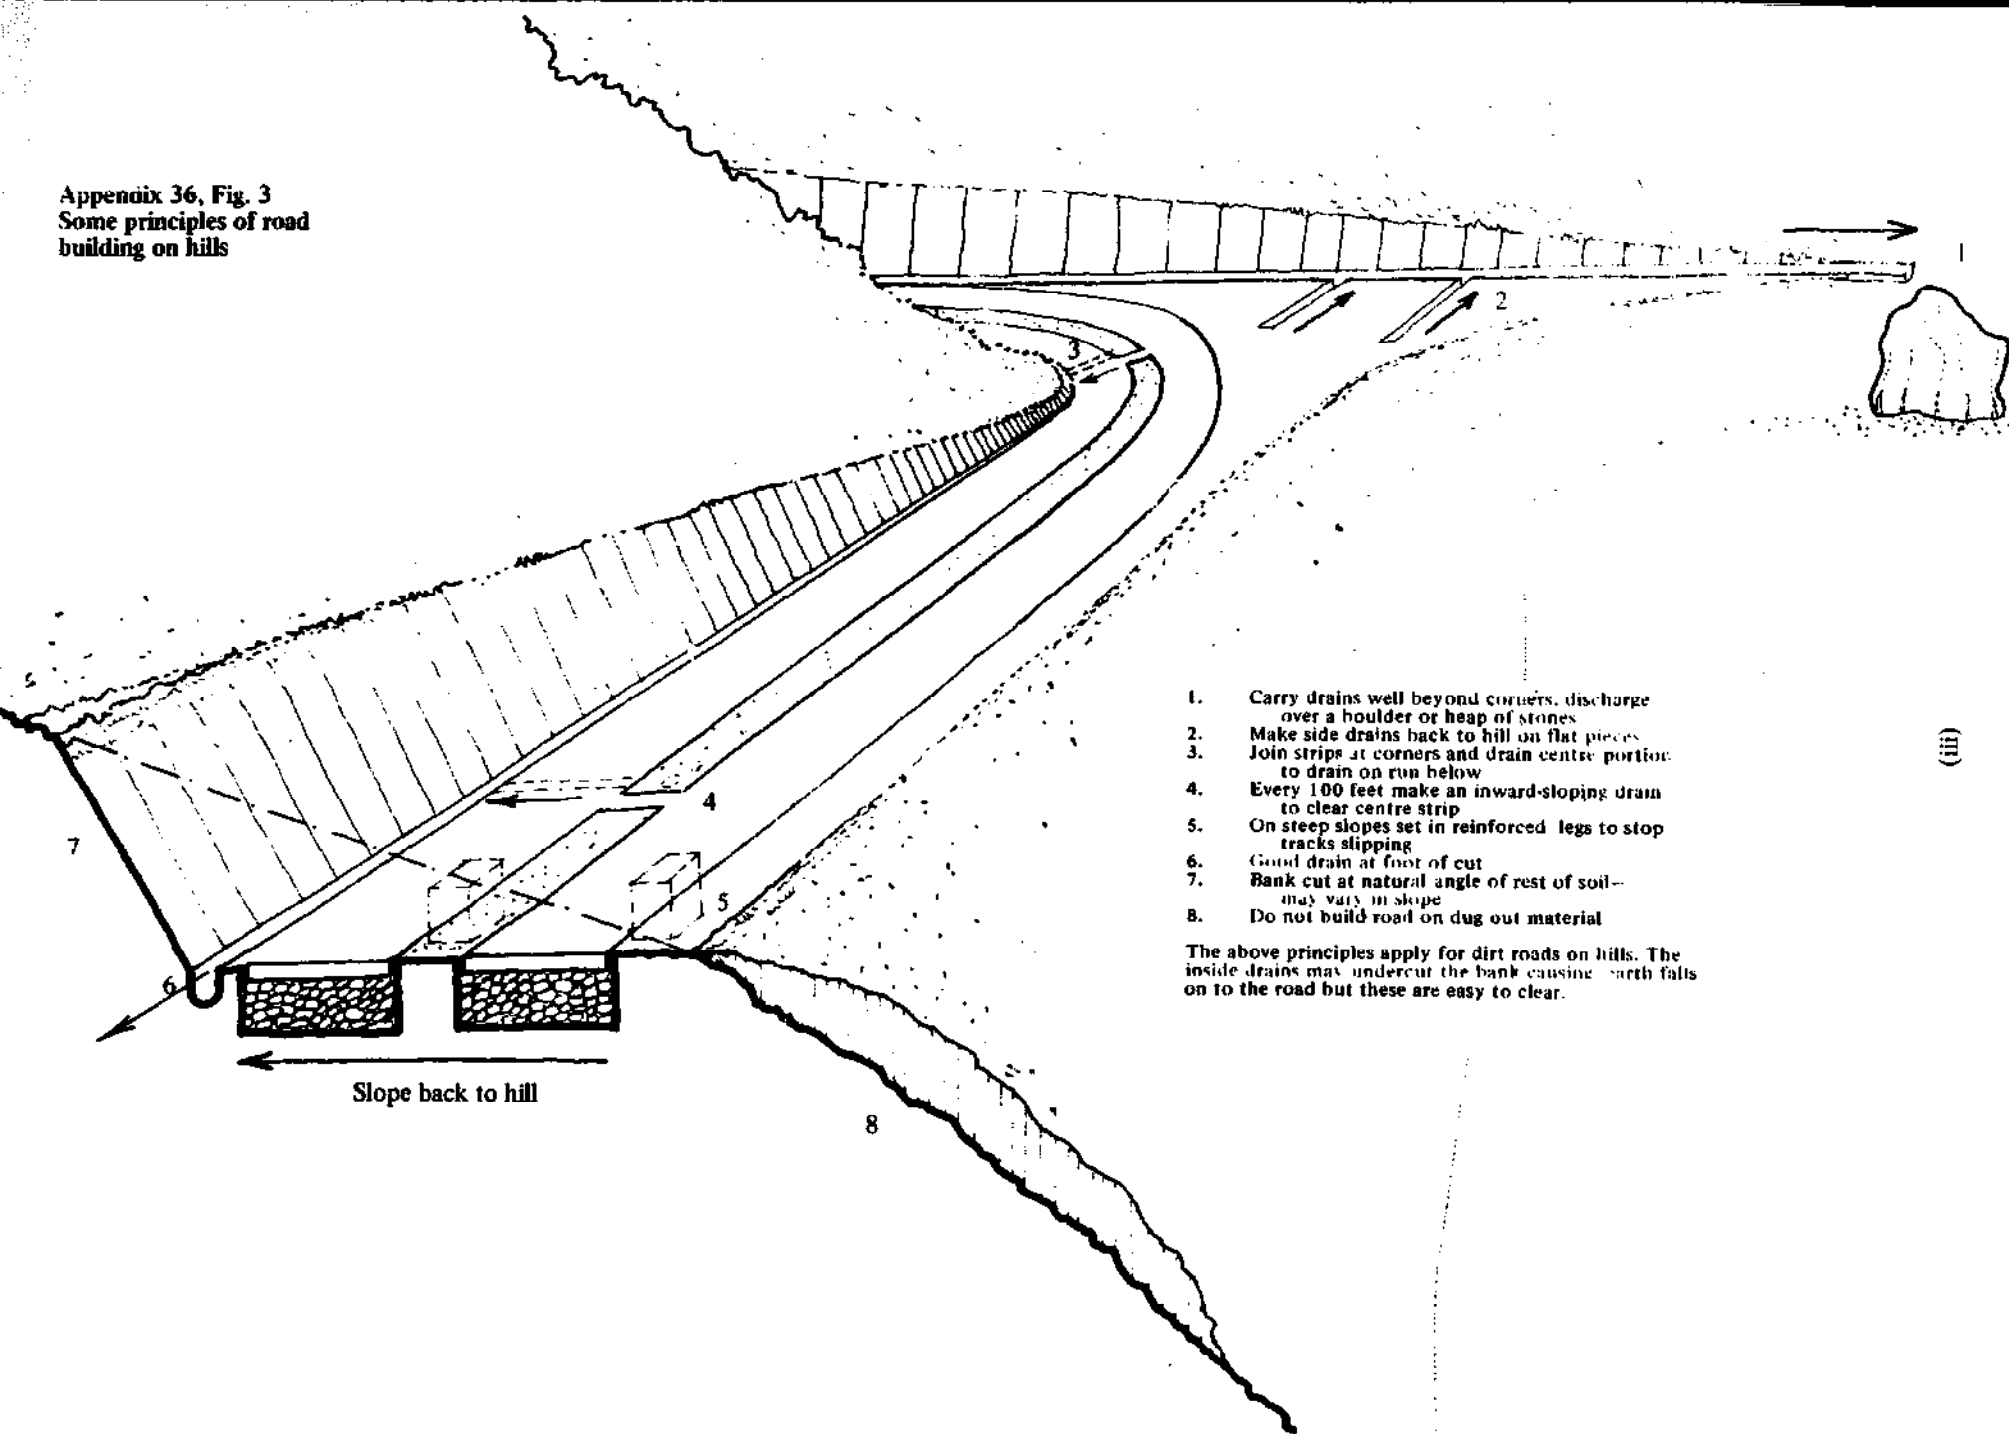 Appendix 36, Fig. 3
Some principles of road
building on hills
1
2
3
4
5
6
7
8
Slope back to hill
1. Carry drains well beyond corners, discharge
over a boulder or heap of stones
2. Make side drains back to hill on flat pieces
3. Join strips at corners and drain centre portion
to drain on run below
4. Every 100 feet make an inward-sloping drain
to clear centre strip
5. On steep slopes set in reinforced legs to stop
tracks slipping
6. Good drain at foot of cut
7. Bank cut at natural angle of rest of soil—
may vary in slope
8. Do not build road on dug out material
The above principles apply for dirt roads on hills. The
inside drains may undercut the bank causing earth falls
on to the road but these are easy to clear.
(iii)